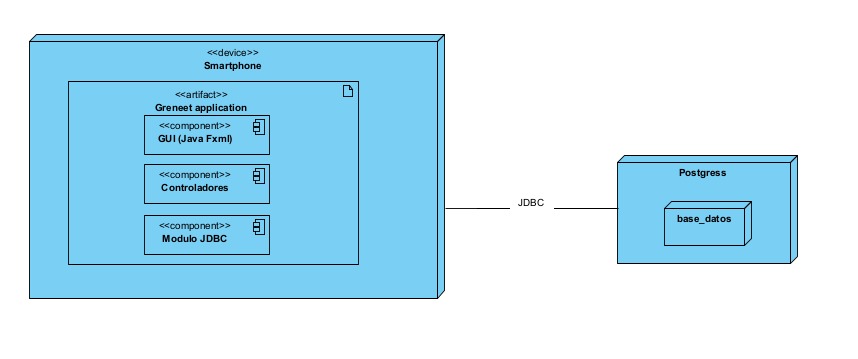 <<device>>
Smartphone
<<artifact>>
Greneet application
<<component>>
GUI (Java Fxml)
<<component>>
Controladores
<<component>>
Modulo JDBC
JDBC
Postgress
base_datos